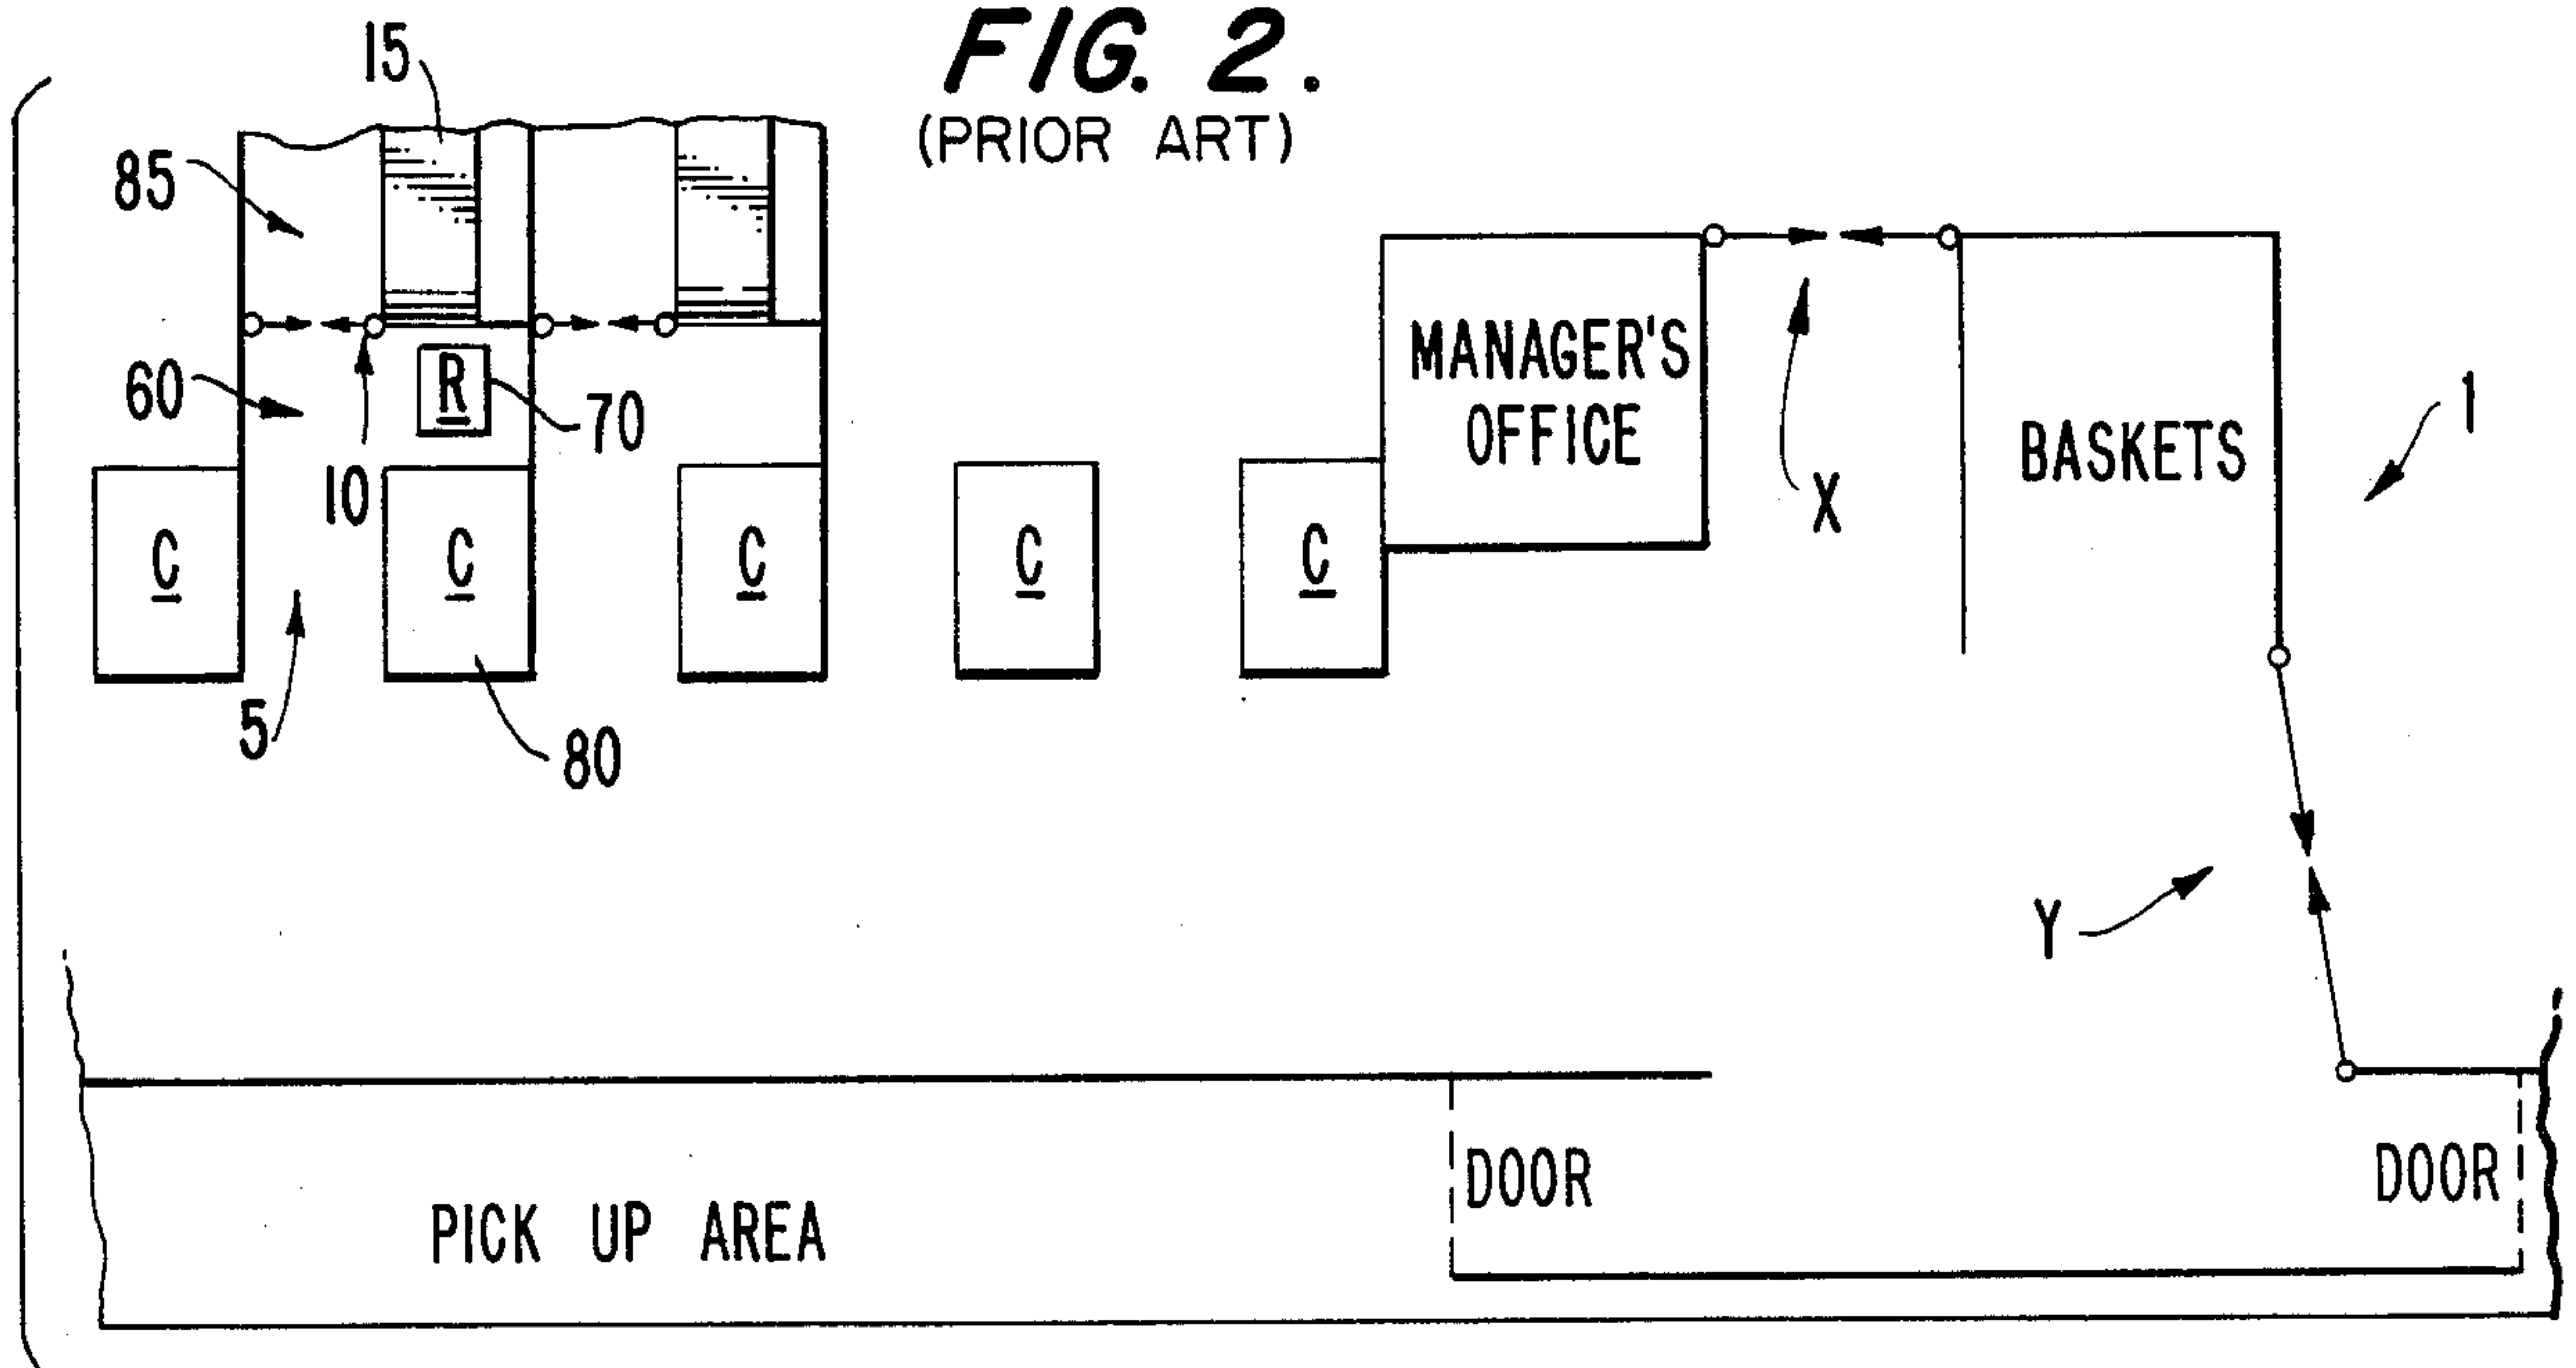 FIG. 2.
(PRIOR ART)
15
85
60
10
R
70
MANAGER'S
OFFICE
X
BASKETS
1
C
C
C
C
C
5
80
Y
PICK UP AREA
DOOR
DOOR